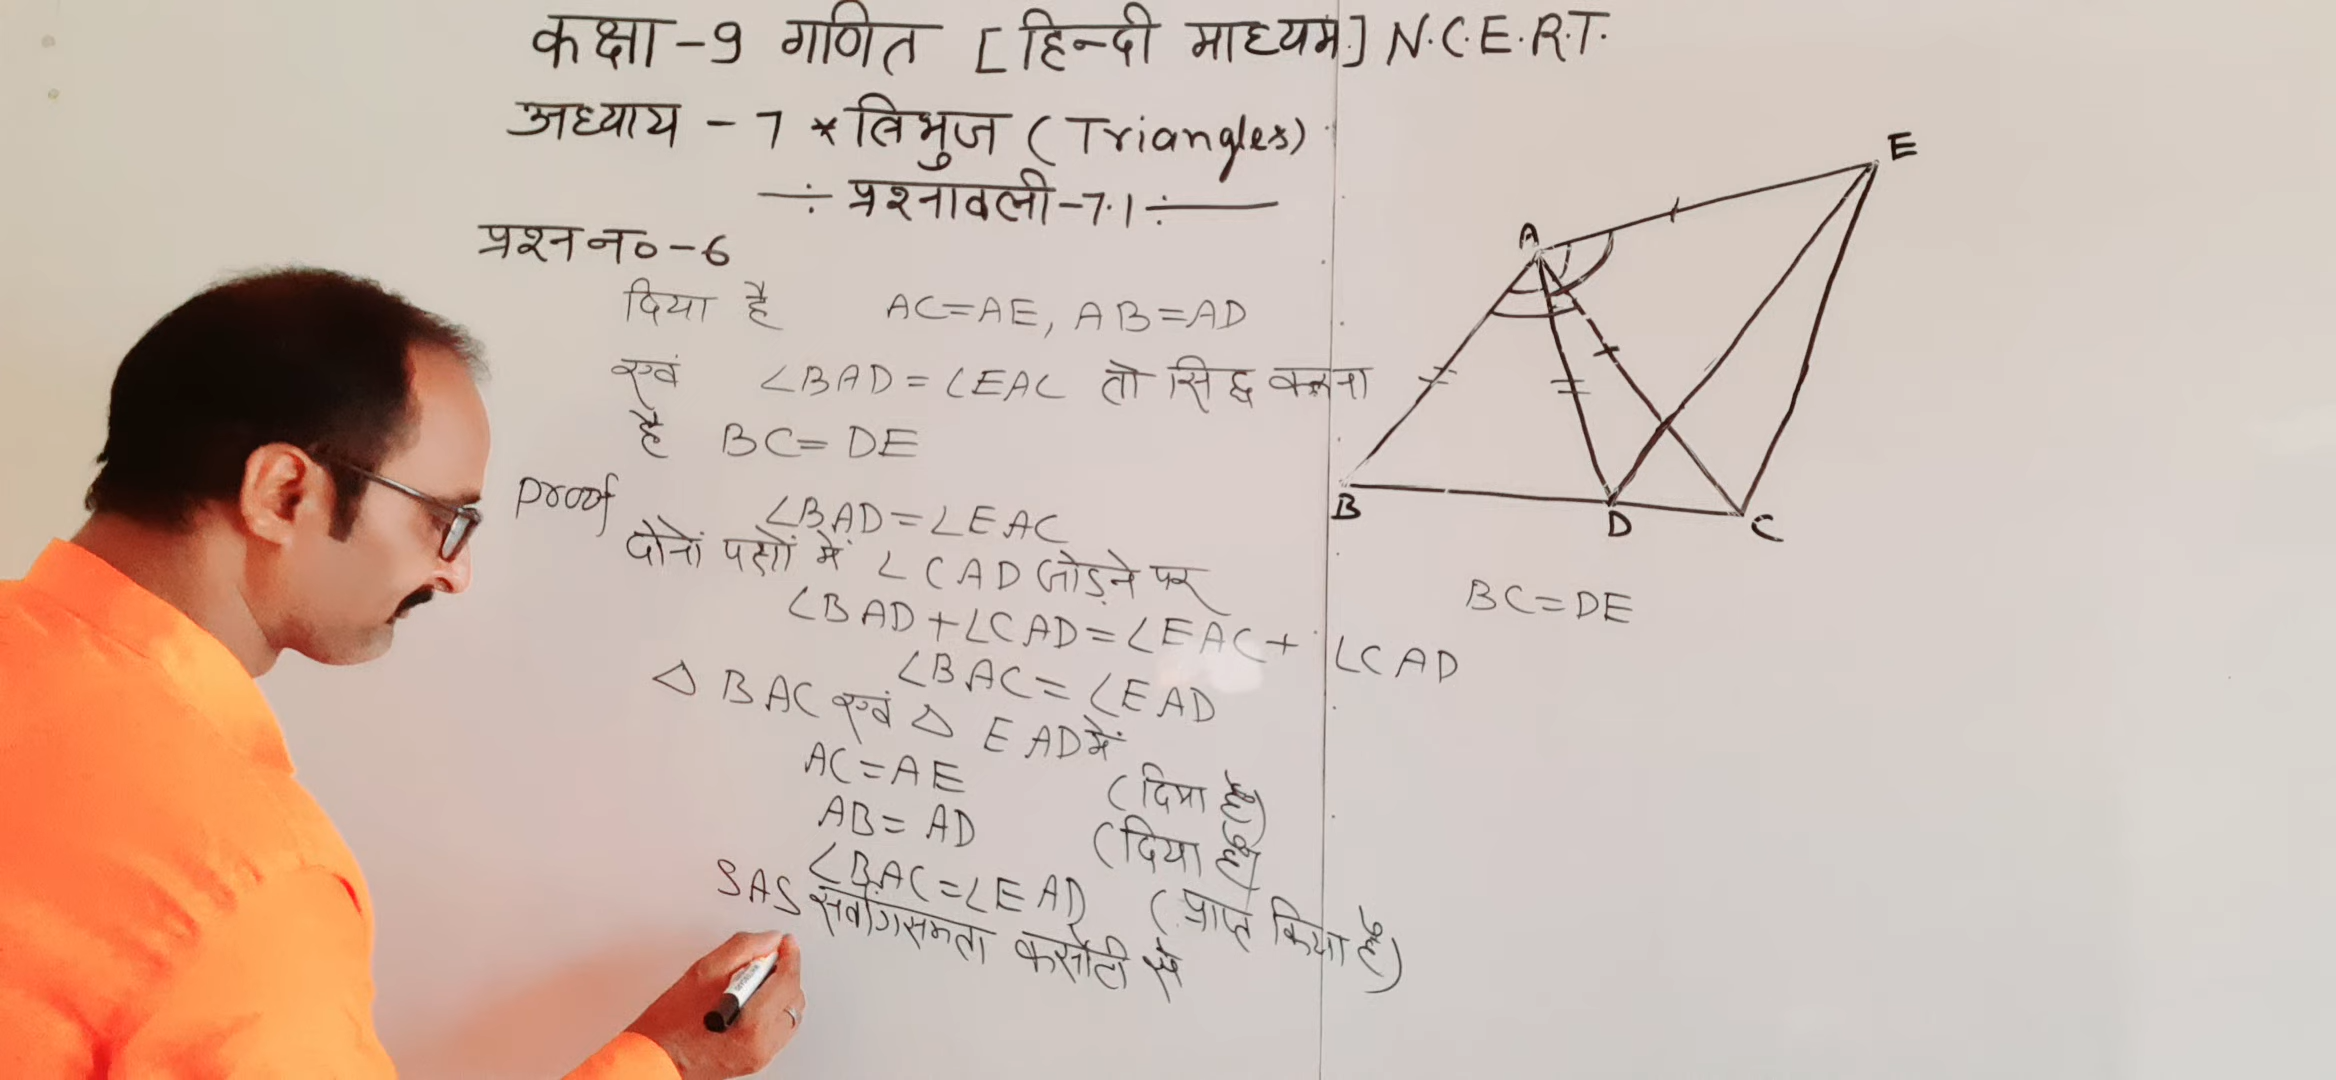 कक्षा -9 गणित [हिन्दी माध्यम] N.C.E.R.T.
अध्याय - 7 * त्रिभुज (Triangles)
÷ प्रश्नावली-7.1 ÷
प्रश्न न० - 6
दिया है AC=AE, AB=AD
एवं ∠BAD = ∠EAC तो सिद्ध करना
है BC= DE
Proof ∠BAD=∠EAC
दोनों पक्षों में ∠CAD जोड़ने पर
∠BAD+∠CAD=∠EAC+ ∠CAD
∠BAC= ∠EAD
△ BAC एवं △ EAD में
AC=AE (दिया है)
AB= AD (दिया है)
∠BAC=∠EAD (प्राप्त किया है)
SAS सर्वांगसमता कसौटी से
E
A
B
D
C
BC=DE